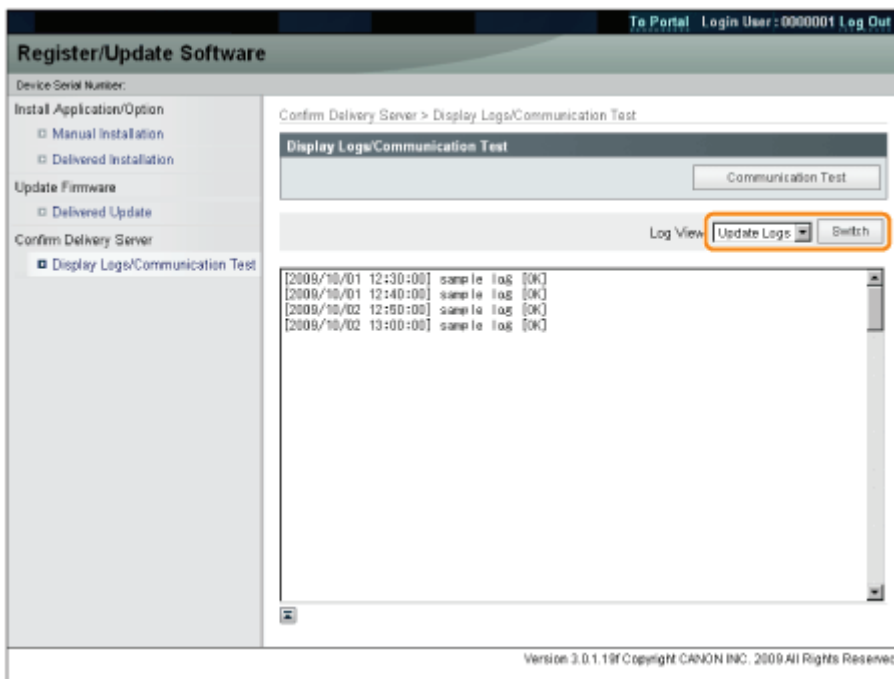 To Portal Login User : 0000001 Log Out
Register/Update Software
Device Serial Number:
Install Application/Option
Manual Installation
Delivered Installation
Update Firmware
Delivered Update
Confirm Delivery Server
Display Logs/Communication Test
Confirm Delivery Server > Display Logs/Communication Test
Display Logs/Communication Test
Communication Test
Log View Update Logs Switch
[2009/10/01 12:30:00] sample log [OK]
[2009/10/01 12:40:00] sample log [OK]
[2009/10/02 12:50:00] sample log [OK]
[2009/10/02 13:00:00] sample log [OK]
Version 3.0.1.19f Copyright CANON INC. 2009 All Rights Reserved